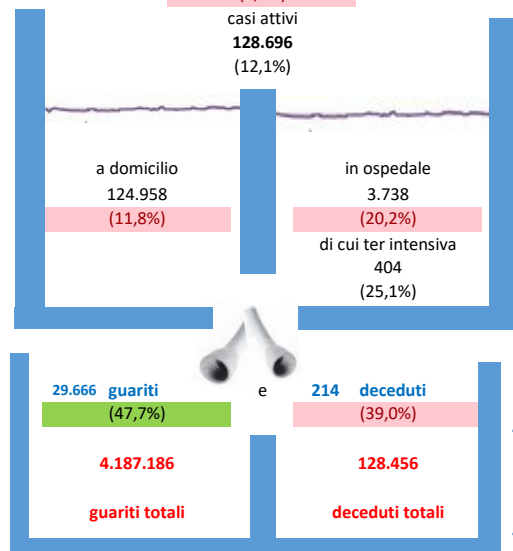 casi attivi
128.696
(12,1%)
a domicilio
124.958
(11,8%)
in ospedale
3.738
(20,2%)
di cui ter intensiva
404
(25,1%)
29.666 guariti
(47,7%)
e
214 deceduti
(39,0%)
4.187.186
guariti totali
128.456
deceduti totali